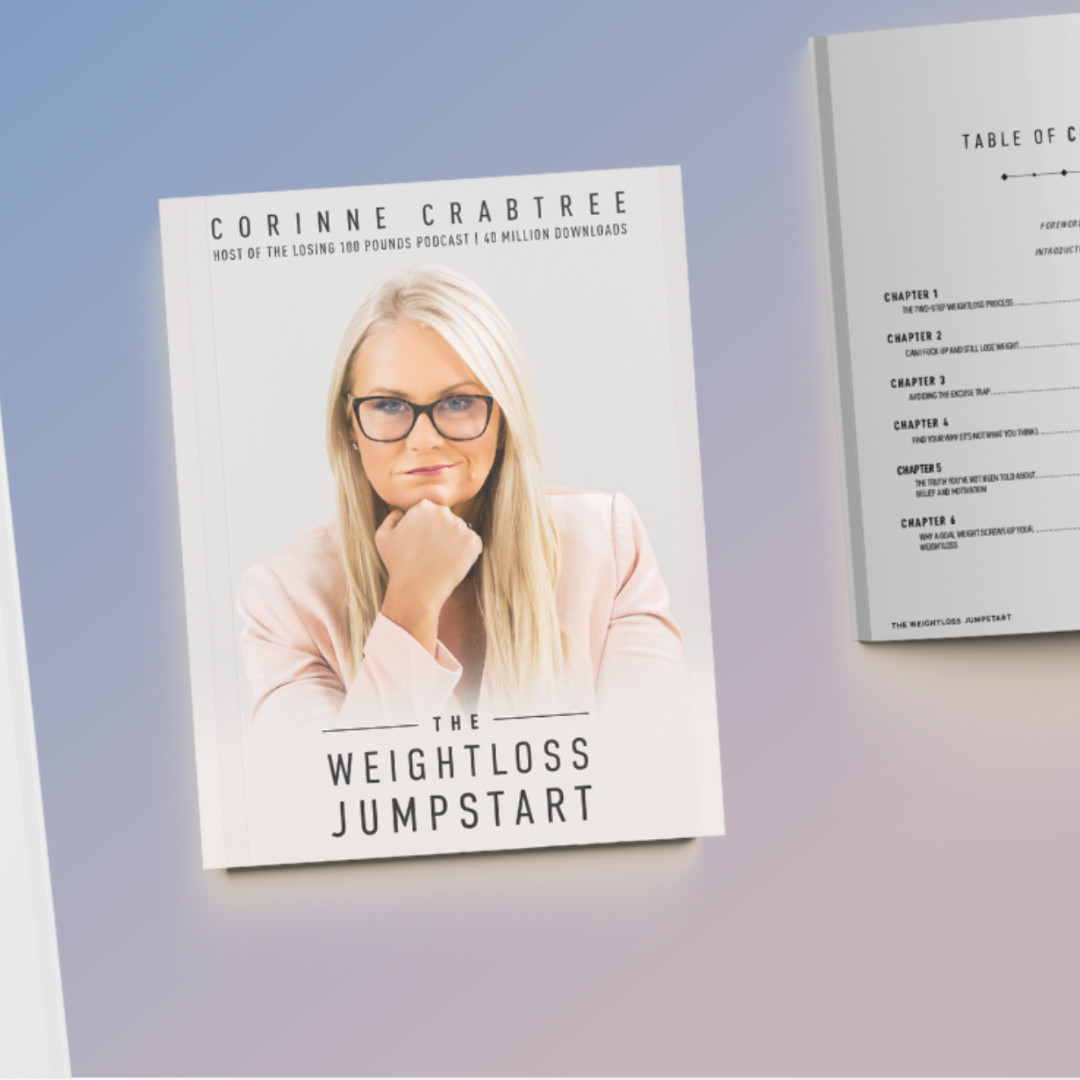 CORINNE CRABTREE
HOST OF THE LOSING 100 POUNDS PODCAST | 40 MILLION DOWNLOADS
THE
WEIGHTLOSS
JUMPSTART
TABLE OF C
FOREWORD
INTRODUCTI
CHAPTER 1
THE TWO-STEP WEIGHTLOSS PROCESS
CHAPTER 2
CAN I FUCK UP AND STILL LOSE WEIGHT
CHAPTER 3
AVOIDING THE EXCUSE TRAP
CHAPTER 4
FIND YOUR WHY (IT'S NOT WHAT YOU THINK)
CHAPTER 5
THE TRUTH YOU'VE NOT BEEN TOLD ABOUT
BELIEF AND MOTIVATION
CHAPTER 6
WHY A GOAL WEIGHT SCREWS UP YOUR
WEIGHTLOSS
THE WEIGHTLOSS JUMPSTART